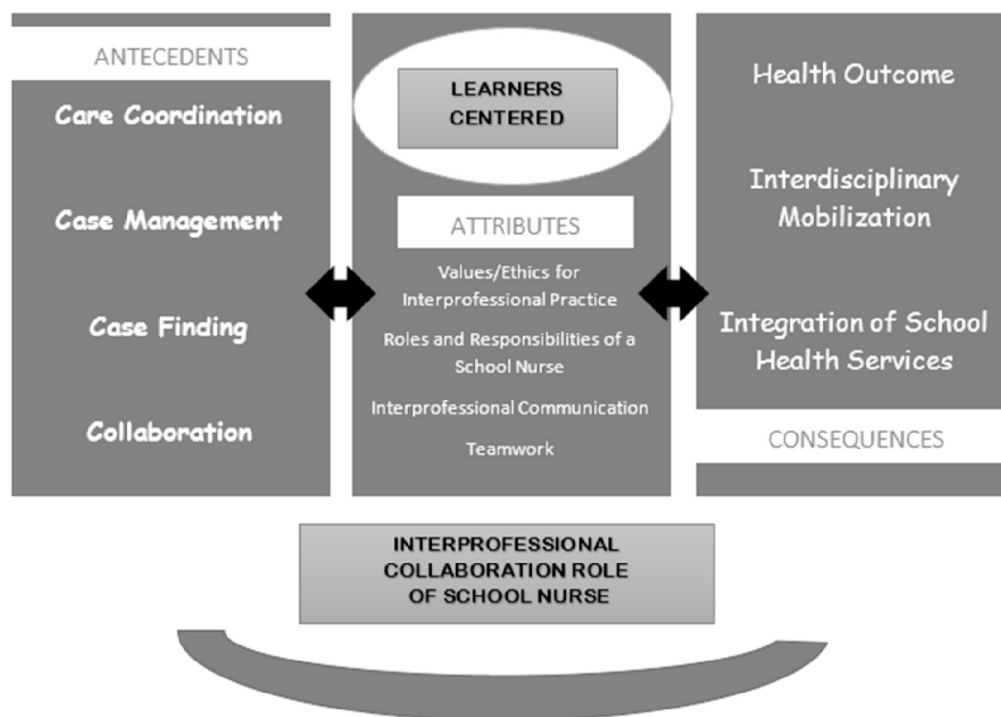 ANTECEDENTS
Care Coordination
Case Management
Case Finding
Collaboration
LEARNERS
CENTERED
ATTRIBUTES
Values/Ethics for
Interprofessional Practice
Roles and Responsibilities of a
School Nurse
Interprofessional Communication
Teamwork
Health Outcome
Interdisciplinary
Mobilization
Integration of School
Health Services
CONSEQUENCES
INTERPROFESSIONAL
COLLABORATION ROLE
OF SCHOOL NURSE